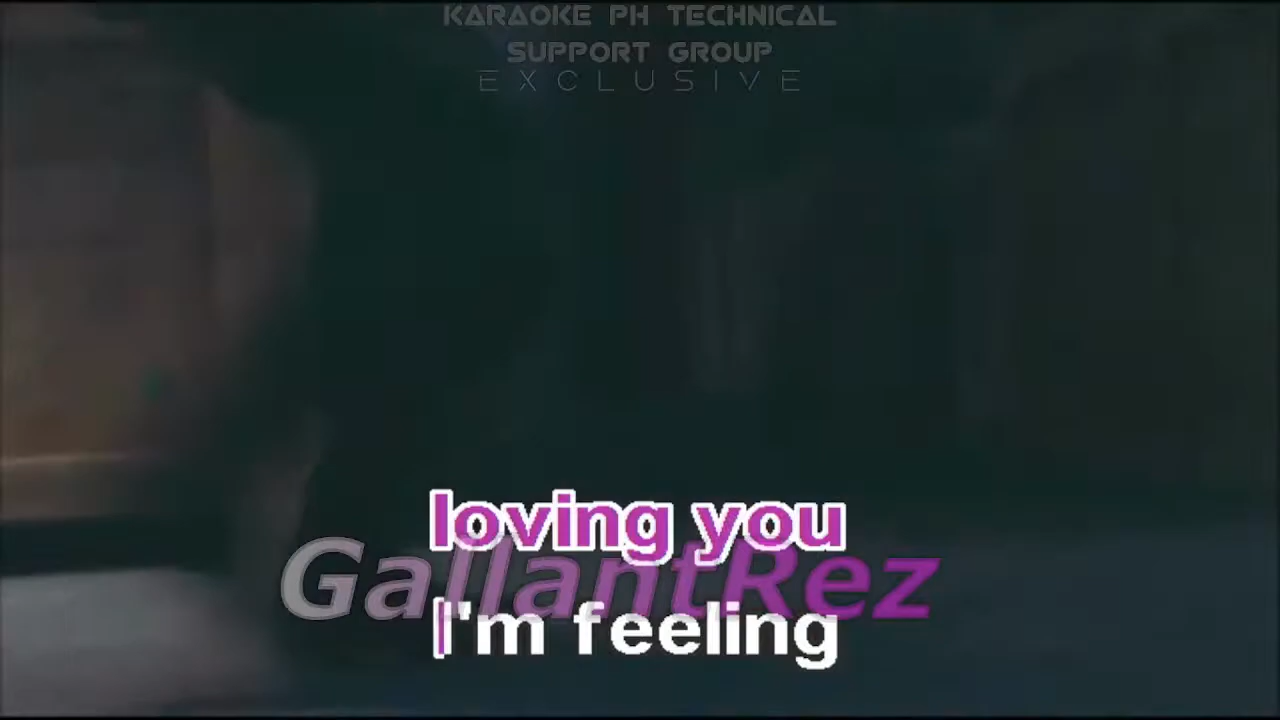 KARAOKE PH TECHNICAL
SUPPORT GROUP
EXCLUSIVE
loving you
GallantRez
I'm feeling